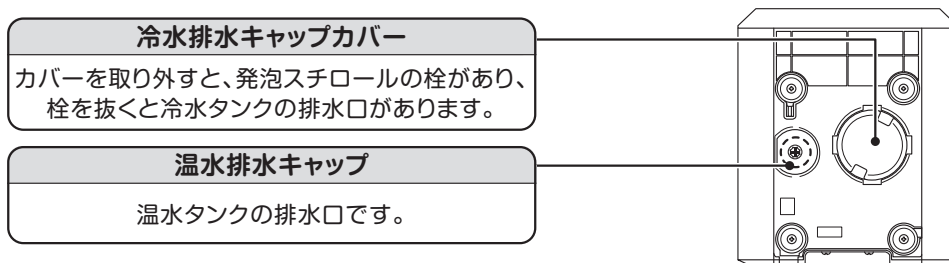 冷水排水キャップカバー
カバーを取り外すと、発泡スチロールの栓があり、
栓を抜くと冷水タンクの排水口があります。
温水排水キャップ
温水タンクの排水口です。